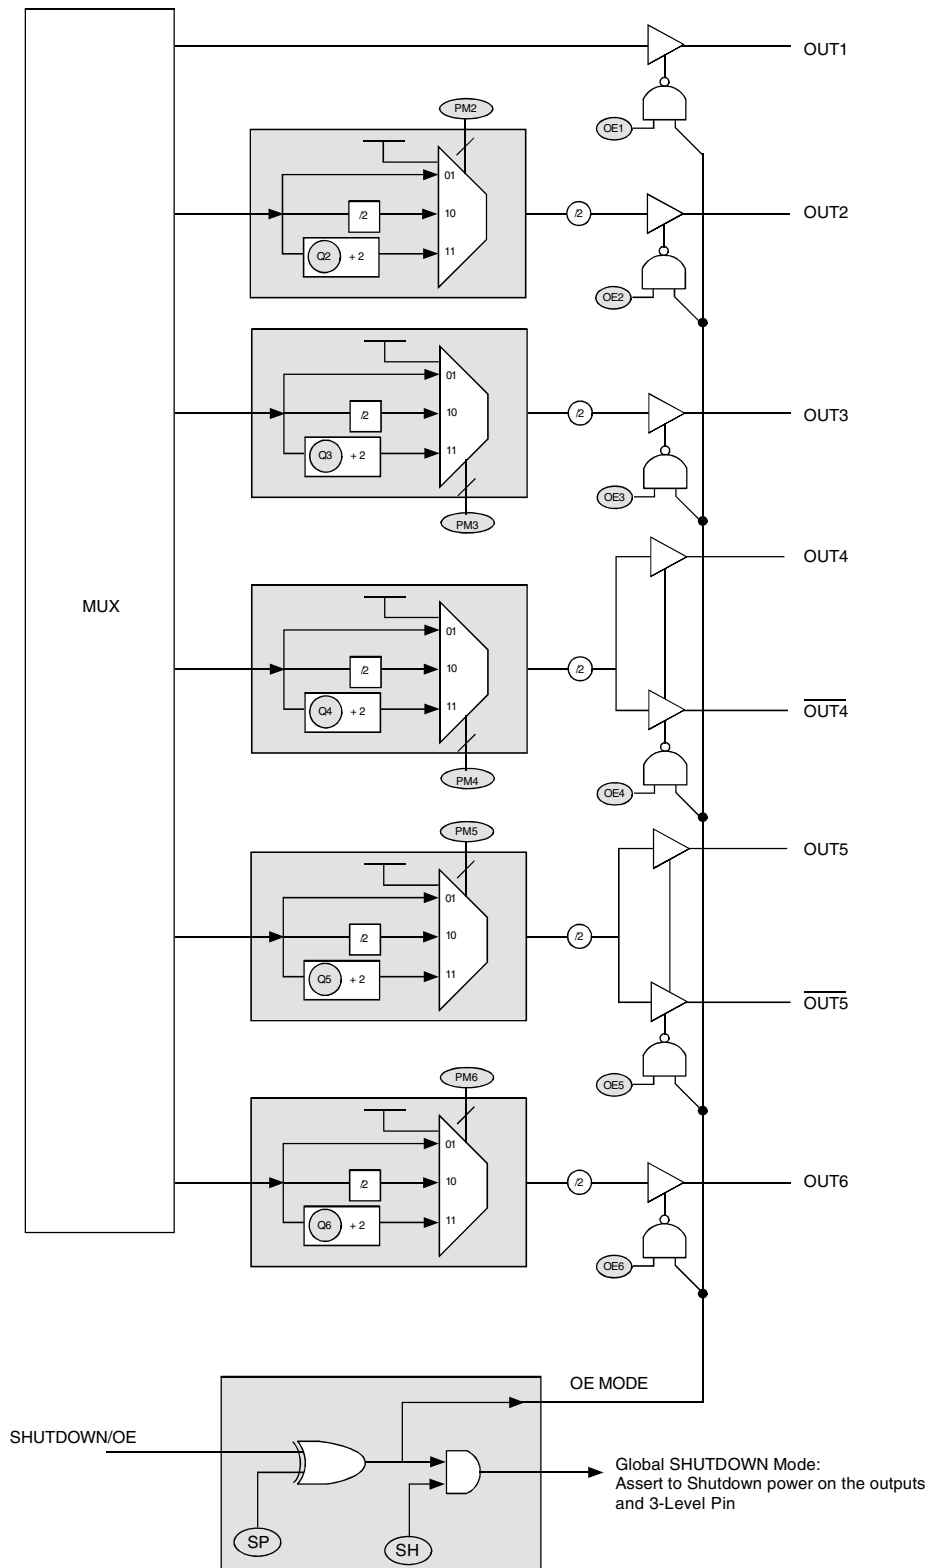 OUT1
OE1
PM2
01
/2
10
Q2 + 2
11
/2
OUT2
OE2
01
/2
10
Q3 + 2
11
PM3
/2
OUT3
OE3
MUX
01
/2
10
Q4 + 2
11
PM4
/2
OUT4
OUT4
OE4
PM5
01
/2
10
Q5 + 2
11
/2
OUT5
OUT5
OE5
PM6
01
/2
10
Q6 + 2
11
/2
OUT6
OE6
OE MODE
SHUTDOWN/OE
SP
SH
Global SHUTDOWN Mode:
Assert to Shutdown power on the outputs
and 3-Level Pin